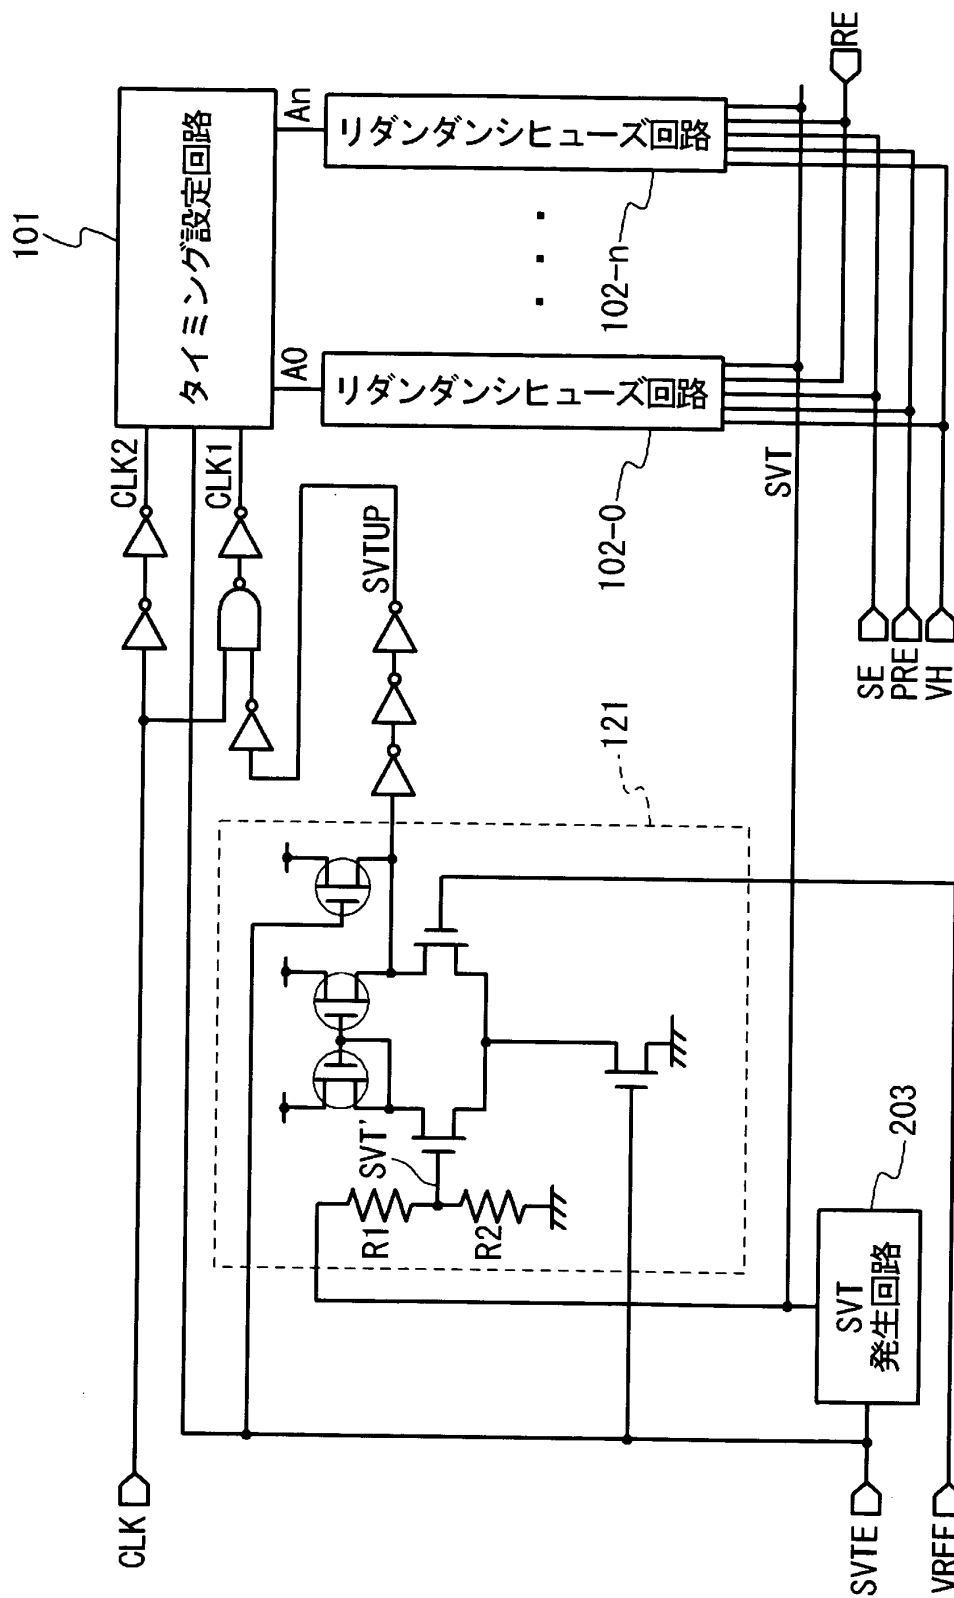 CLK
101
タイミング設定回路
CLK2
CLK1
A0
An
リダンダンシヒューズ回路
リダンダンシヒューズ回路
102-0
102-n
SVTUP
121
SVT'
R1
R2
SVT
203
SVT
発生回路
SVTE
VREF
SE
PRE
VH
RE